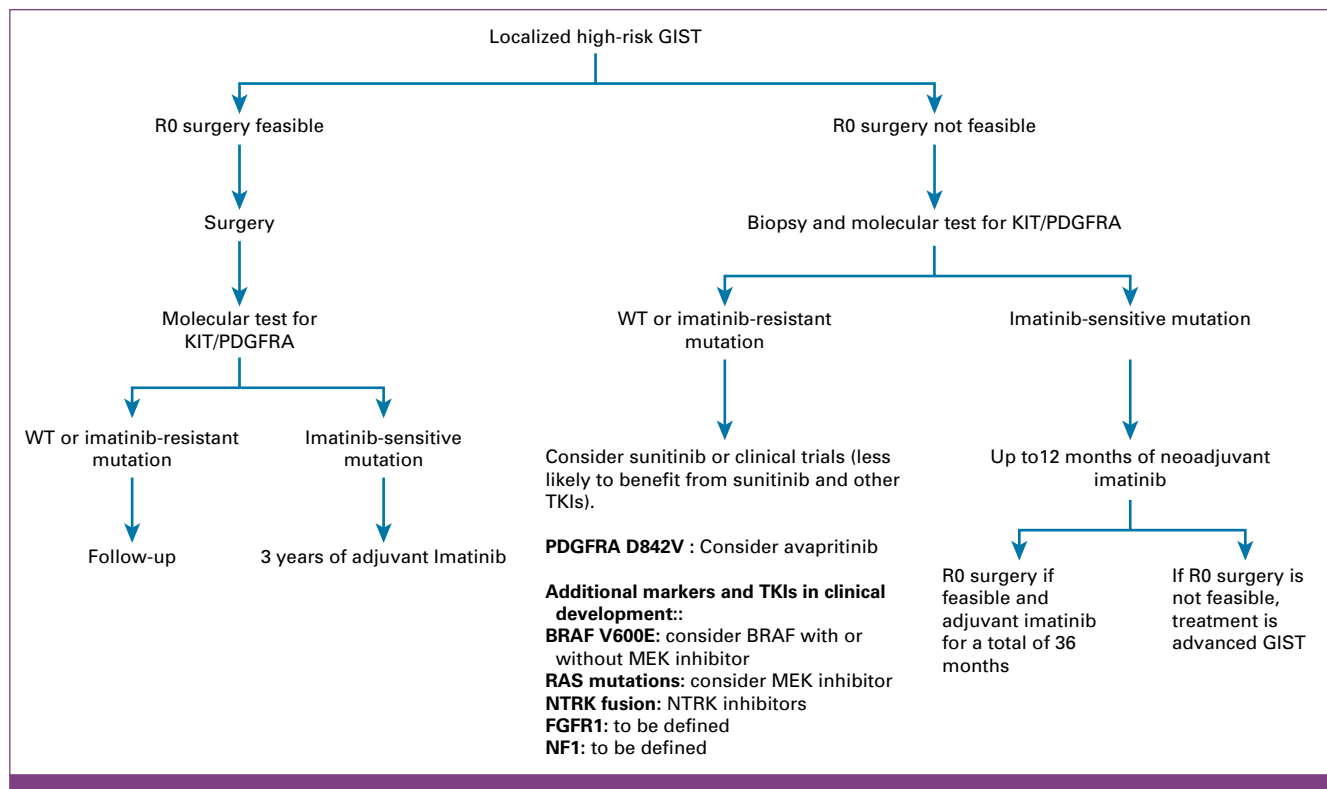 Localized high-risk GIST
R0 surgery feasible
Surgery
Molecular test for
KIT/PDGFRA
WT or imatinib-resistant
mutation
Follow-up
Imatinib-sensitive
mutation
3 years of adjuvant Imatinib
R0 surgery not feasible
Biopsy and molecular test for KIT/PDGFRA
WT or imatinib-resistant
mutation
Consider sunitinib or clinical trials (less
likely to benefit from sunitinib and other
TKIs).
PDGFRA D842V : Consider avapritinib
Additional markers and TKIs in clinical
development::
BRAF V600E: consider BRAF with or
without MEK inhibitor
RAS mutations: consider MEK inhibitor
NTRK fusion: NTRK inhibitors
FGFR1: to be defined
NF1: to be defined
Imatinib-sensitive mutation
Up to12 months of neoadjuvant
imatinib
R0 surgery if
feasible and
adjuvant imatinib
for a total of 36
months
If R0 surgery is
not feasible,
treatment is
advanced GIST